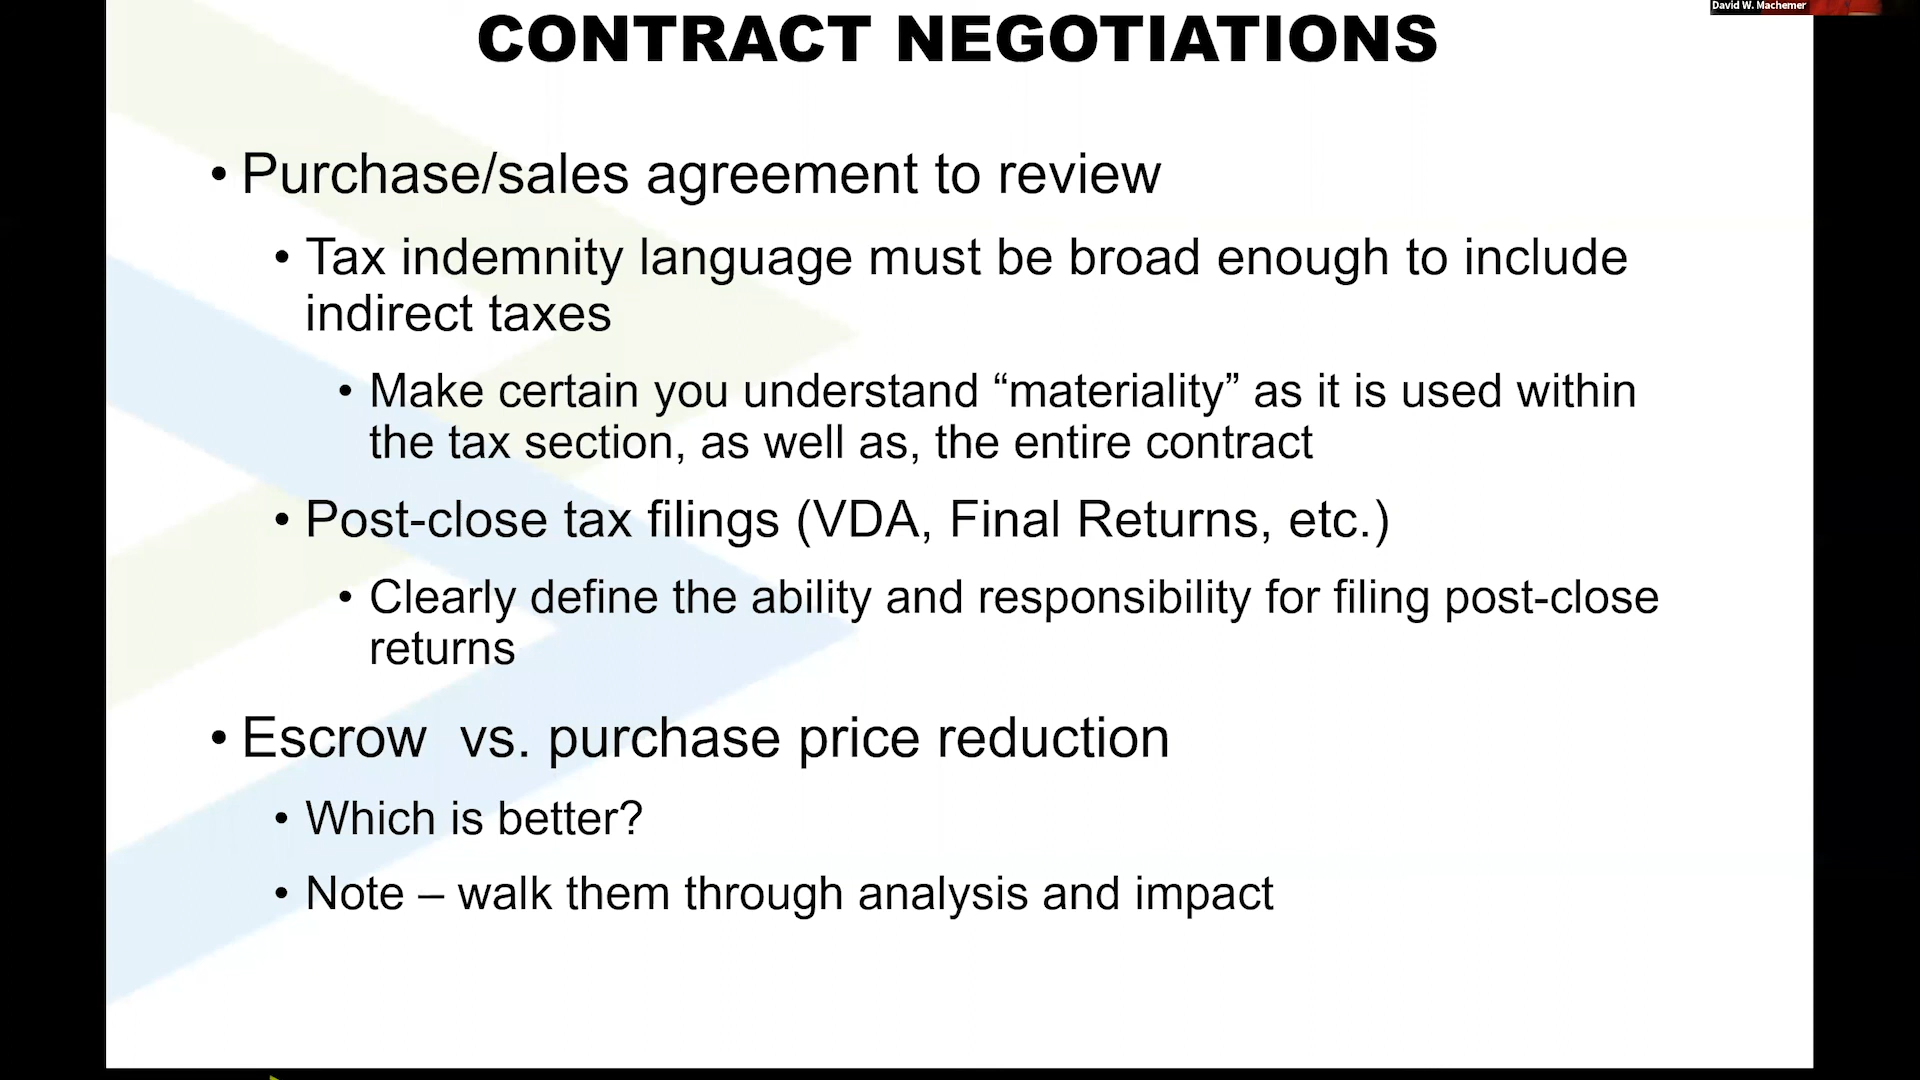 David W. Machemer
CONTRACT NEGOTIATIONS
• Purchase/sales agreement to review
• Tax indemnity language must be broad enough to include
indirect taxes
• Make certain you understand “materiality” as it is used within
the tax section, as well as, the entire contract
• Post-close tax filings (VDA, Final Returns, etc.)
• Clearly define the ability and responsibility for filing post-close
returns
• Escrow  vs. purchase price reduction
• Which is better?
• Note – walk them through analysis and impact